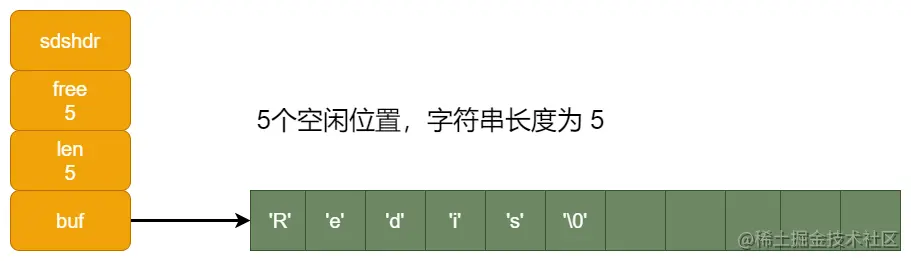 sdshdr
free
5
5个空闲位置，字符串长度为 5
len
5
buf
'R' 'e' 'd' 'i' 's' '\0'
@稀土掘金技术社区